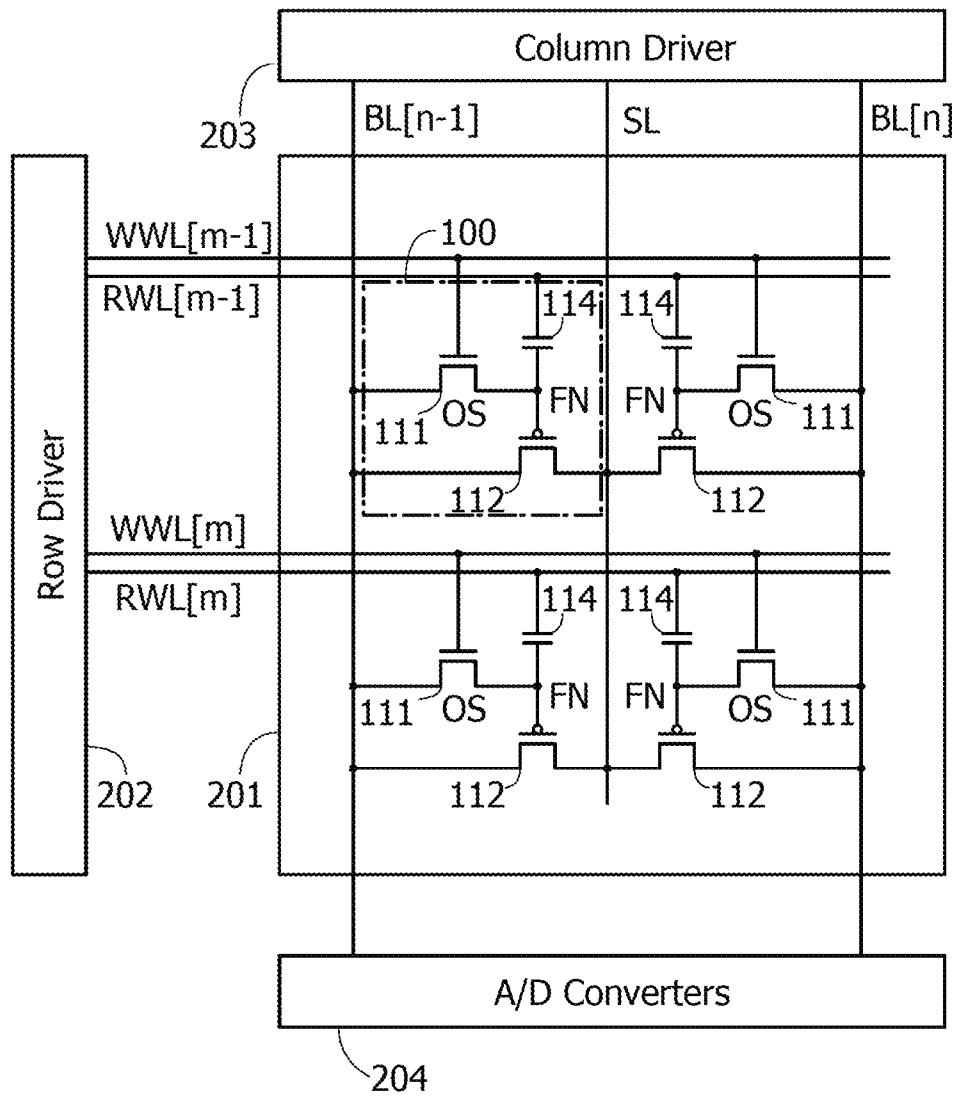 Column Driver
203
BL[n-1]
SL
BL[n]
WWL[m-1]
100
RWL[m-1]
114
114
FN
FN
111
OS
OS
111
112
112
Row Driver
WWL[m]
RWL[m]
114
114
FN
FN
111
OS
OS
111
202
201
112
112
A/D Converters
204